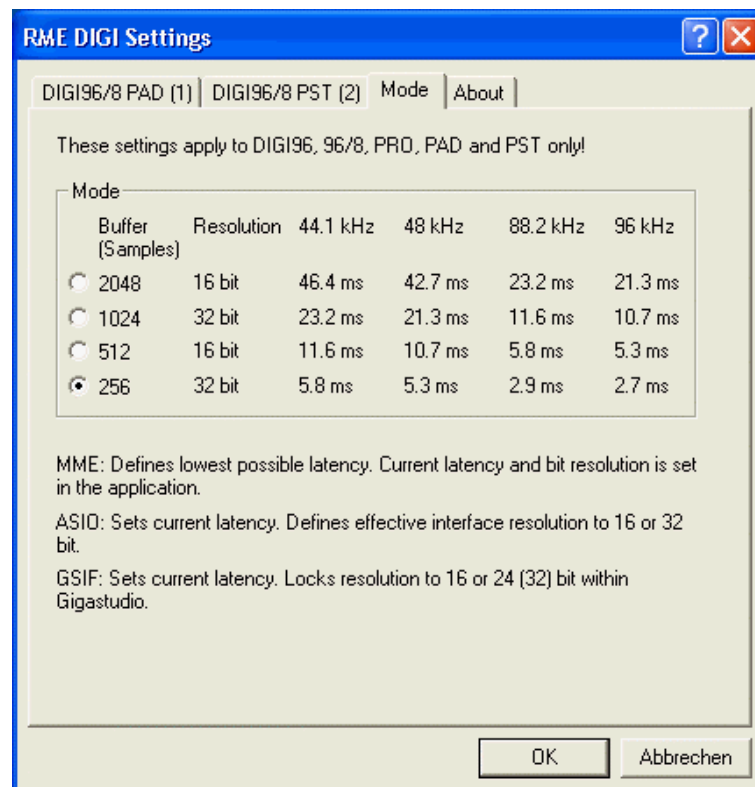 RME DIGI Settings
DIGI96/8 PAD (1) DIGI96/8 PST (2) Mode About
These settings apply to DIGI96, 96/8, PRO, PAD and PST only!
Mode
Buffer (Samples) Resolution 44.1 kHz 48 kHz 88.2 kHz 96 kHz
2048 16 bit 46.4 ms 42.7 ms 23.2 ms 21.3 ms
1024 32 bit 23.2 ms 21.3 ms 11.6 ms 10.7 ms
512 16 bit 11.6 ms 10.7 ms 5.8 ms 5.3 ms
256 32 bit 5.8 ms 5.3 ms 2.9 ms 2.7 ms
MME: Defines lowest possible latency. Current latency and bit resolution is set
in the application.
ASIO: Sets current latency. Defines effective interface resolution to 16 or 32
bit.
GSIF: Sets current latency. Locks resolution to 16 or 24 (32) bit within
Gigastudio.
OK Abbrechen